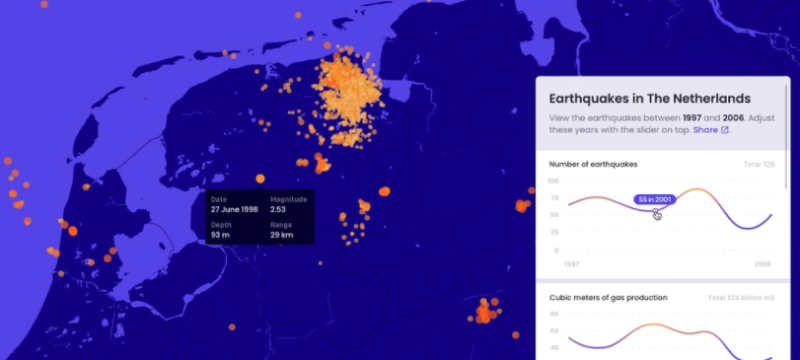 Earthquakes in The Netherlands
View the earthquakes between 1997 and 2006. Adjust
these years with the slider on top. Share
Number of earthquakes
Total 129
100
75
50
25
0
55 in 2001
1997
2006
Date
Magnitude
27 June 1998
2.53
Depth
Range
93 m
29 km
Cubic meters of gas production
Total 124 billion m3
80
60
40